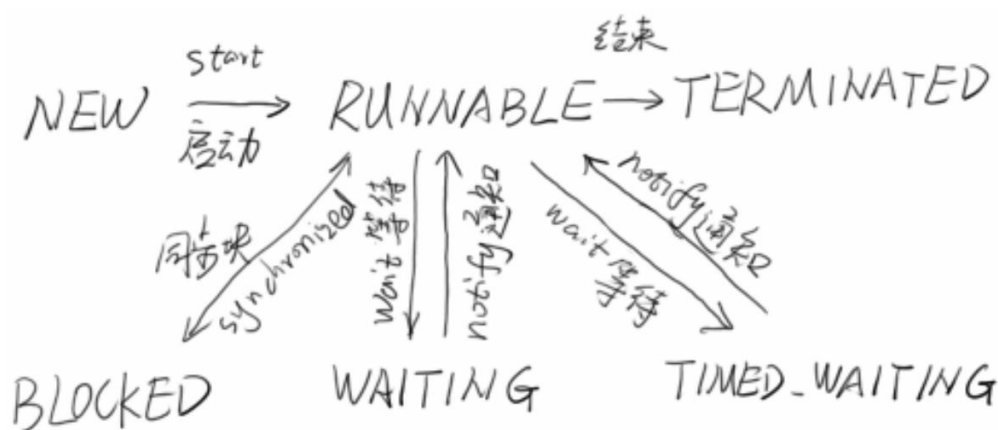 start
结束
NEW
RUNNABLE
TERMINATED
启动
同步块
synchronized
wait 等待
notify 通知
wait 等待
notify 通知
BLOCKED
WAITING
TIMED_WAITING